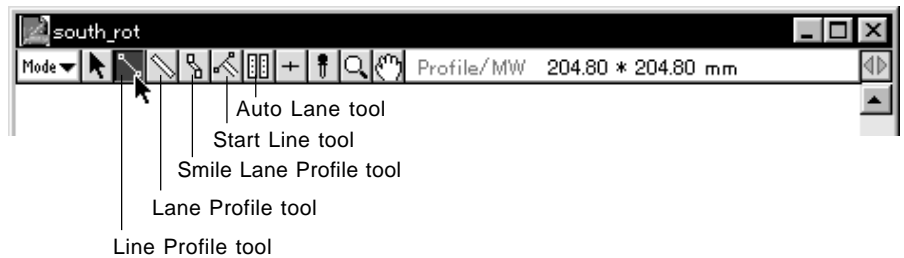 south_rot
Mode Profile/MW 204.80 * 204.80 mm
Auto Lane tool
Start Line tool
Smile Lane Profile tool
Lane Profile tool
Line Profile tool